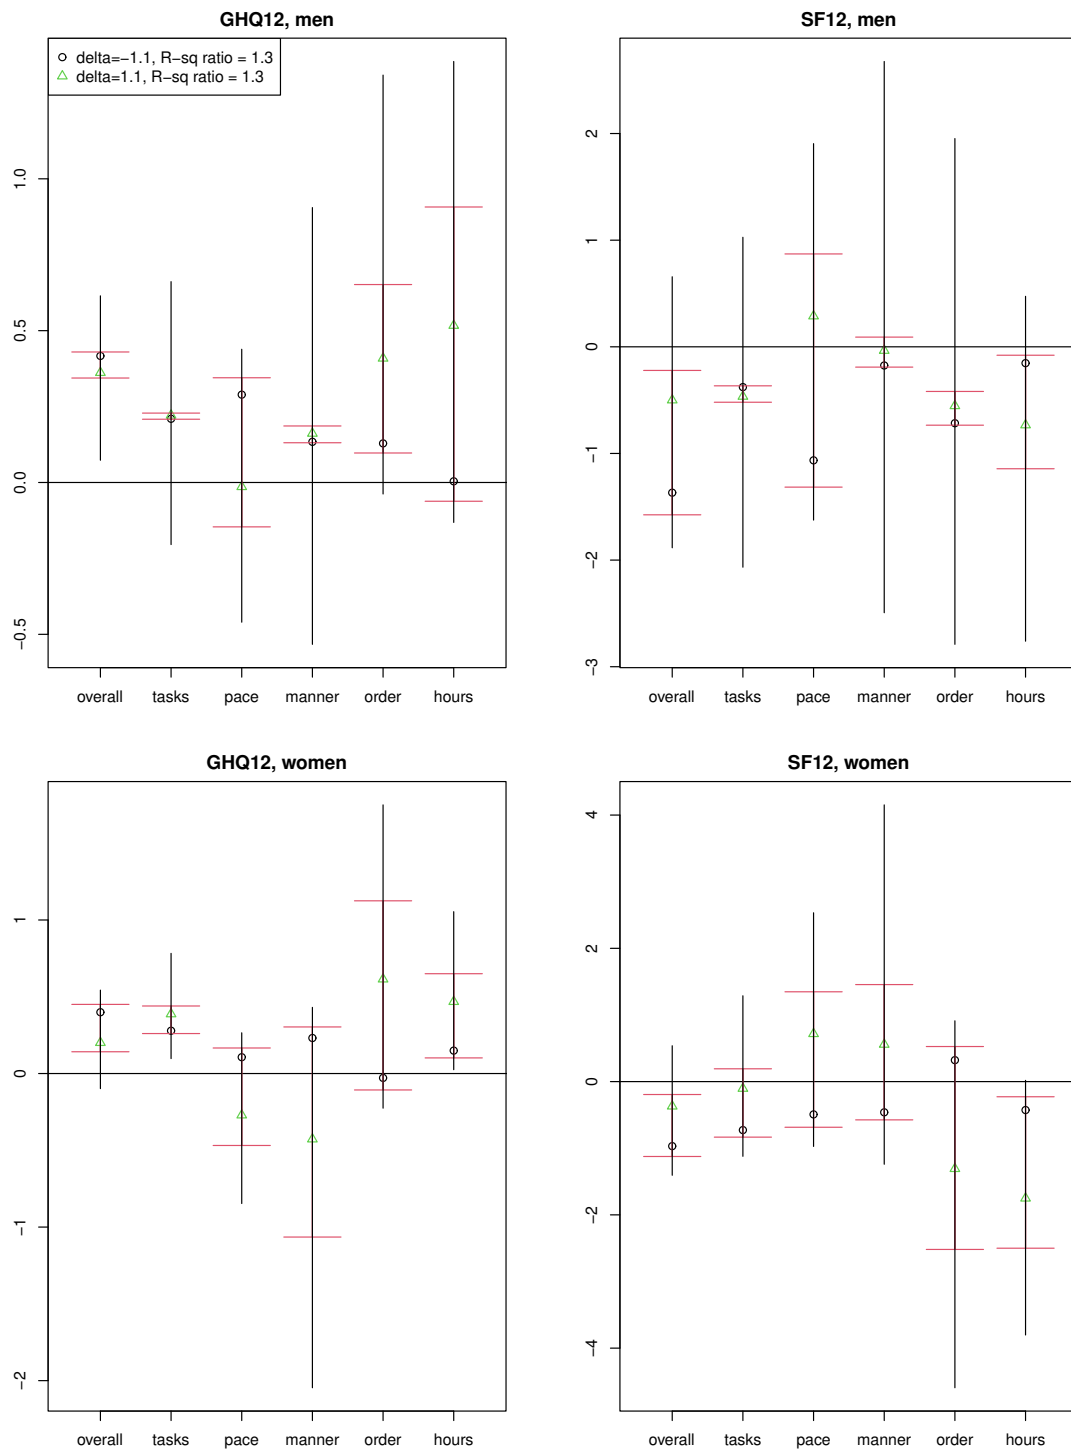 GHQ12, men
delta=−1.1, R−sq ratio = 1.3
delta=1.1, R−sq ratio = 1.3
1.0
0.5
0.0
−0.5
overall tasks pace manner order hours
SF12, men
2
1
0
−1
−2
−3
overall tasks pace manner order hours
GHQ12, women
1
0
−1
−2
overall tasks pace manner order hours
SF12, women
4
2
0
−2
−4
overall tasks pace manner order hours